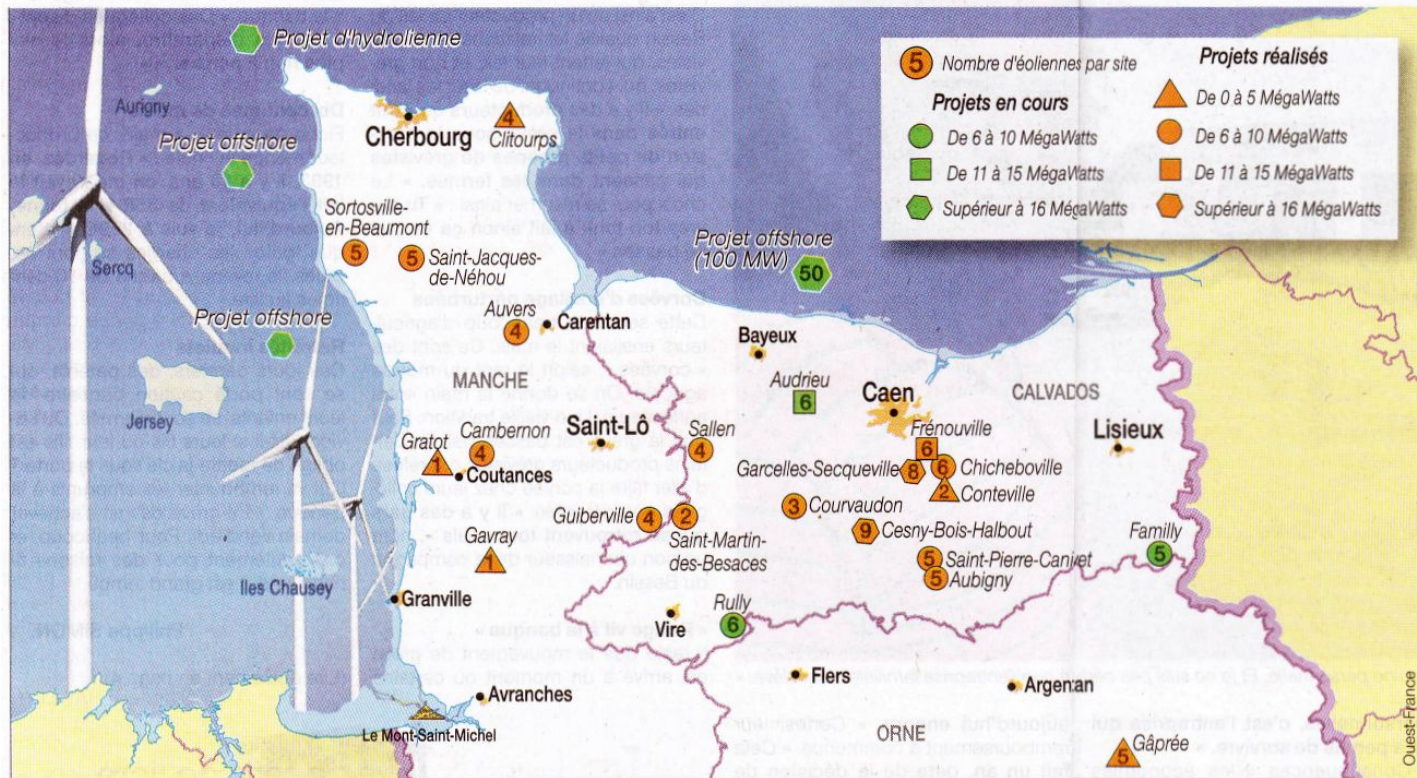 Projet d'hydrolienne
Aurigny
Projet offshore
Cherbourg
4
Clitourps
Sortosville-
en-Beaumont
5
5
Saint-Jacques-
de-Néhou
Sercq
Projet offshore
Jersey
Auvers
4
Carentan
MANCHE
Projet offshore
(100 MW)
50
5
Nombre d'éoliennes par site
Projets en cours
De 6 à 10 MégaWatts
De 11 à 15 MégaWatts
Supérieur à 16 MégaWatts
Projets réalisés
De 0 à 5 MégaWatts
De 6 à 10 MégaWatts
De 11 à 15 MégaWatts
Supérieur à 16 MégaWatts
Bayeux
Audrieu
6
Caen
CALVADOS
Lisieux
Gratot
1
Cambernon
4
Coutances
Saint-Lô
Sallen
4
Frénouville
6
Garcelles-Secqueville
8
6
Chicheboville
2
Conteville
Guiberville
4
2
Saint-Martin-
des-Besaces
3
Courvaudon
9
Cesny-Bois-Halbout
5
Saint-Pierre-Canivet
5
Aubigny
Familly
5
Gavray
1
Iles Chausey
Granville
Vire
Rully
6
Flers
Argenan
Avranches
Le Mont-Saint-Michel
ORNE
Gâprée
5
Ouest-France